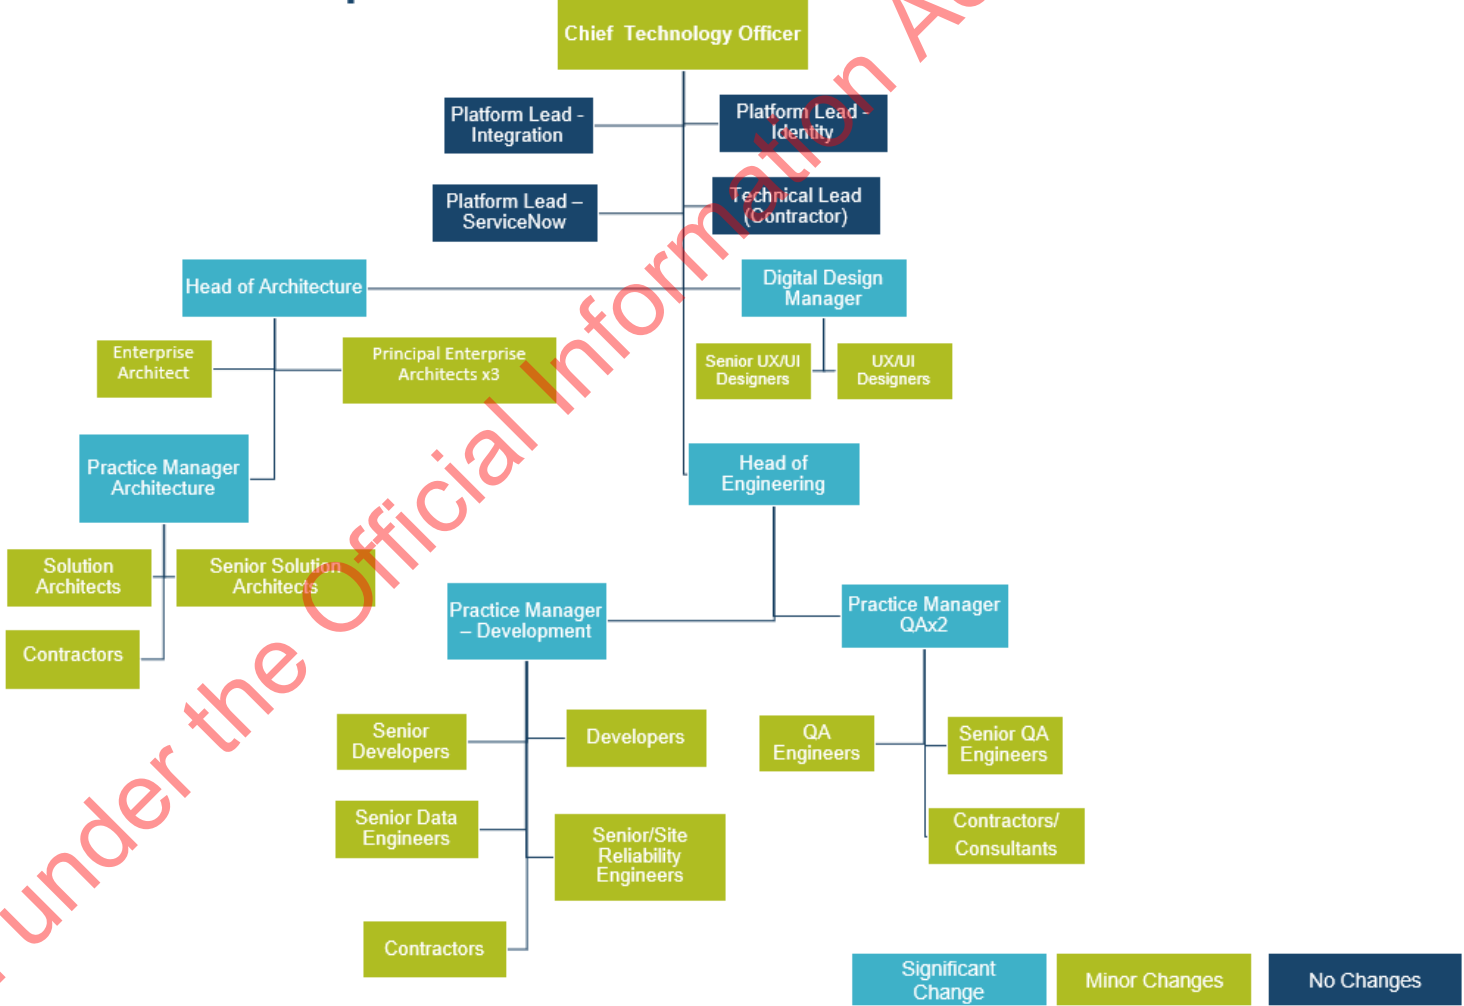 Chief Technology Officer
Platform Lead -
Integration
Platform Lead -
Identity
Platform Lead –
ServiceNow
Technical Lead
(Contractor)
Head of Architecture
Digital Design
Manager
Enterprise
Architect
Principal Enterprise
Architects x3
Senior UX/UI
Designers
UX/UI
Designers
Practice Manager
Architecture
Head of
Engineering
Solution
Architects
Senior Solution
Architects
Contractors
Practice Manager
– Development
Practice Manager
QAx2
Senior
Developers
Developers
QA
Engineers
Senior QA
Engineers
Senior Data
Engineers
Senior/Site
Reliability
Engineers
Contractors/
Consultants
Contractors
Significant
Change
Minor Changes
No Changes
under the Official Information